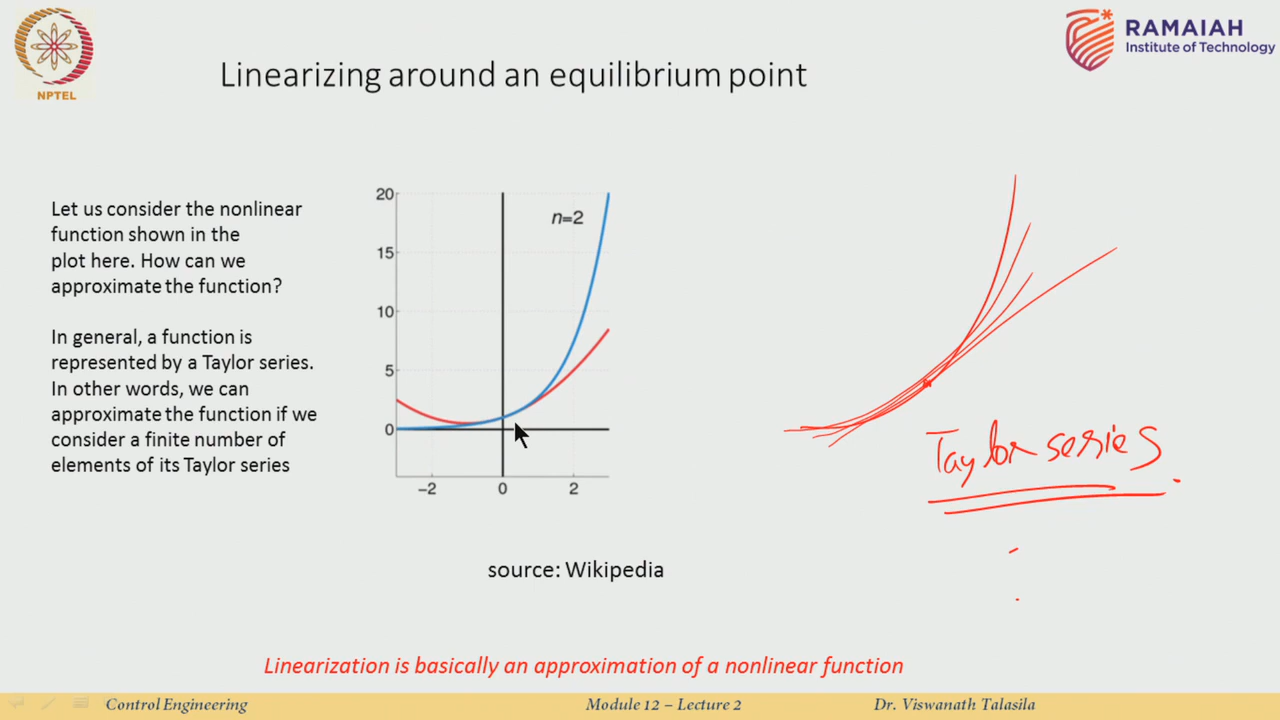 NPTEL
RAMAIAH
Institute of Technology
Linearizing around an equilibrium point
Let us consider the nonlinear
function shown in the
plot here. How can we
approximate the function?
In general, a function is
represented by a Taylor series.
In other words, we can
approximate the function if we
consider a finite number of
elements of its Taylor series
20
15
10
5
0
n=2
−2 0 2
source: Wikipedia
Taylor series.
Linearization is basically an approximation of a nonlinear function
Control Engineering Module 12 – Lecture 2 Dr. Viswanath Talasila